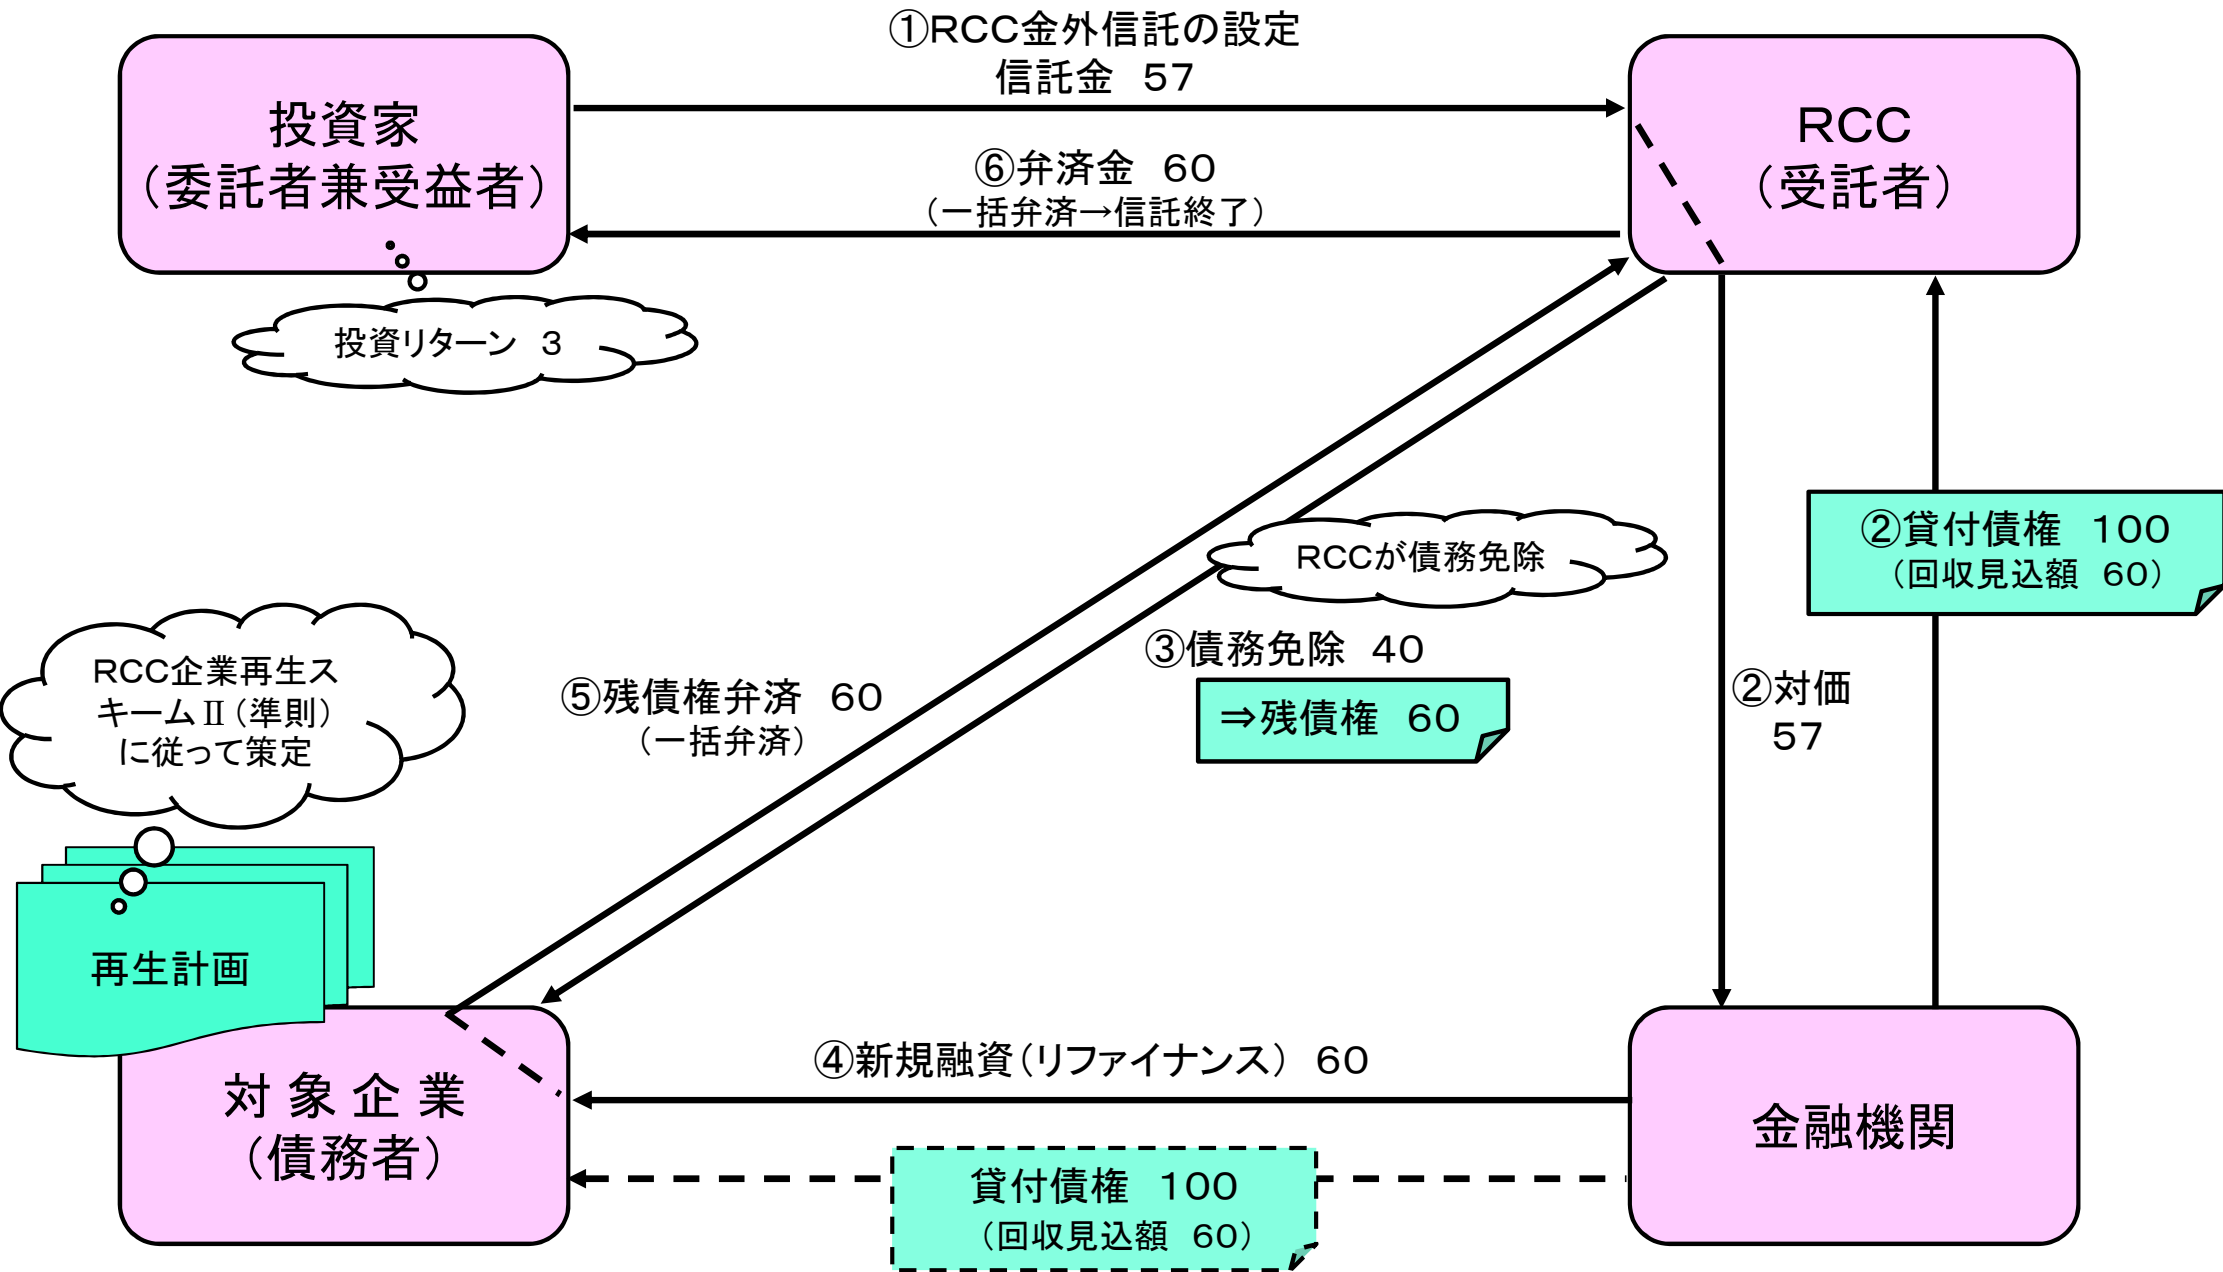 ①RCC金外信託の設定
信託金　57
投資家
（委託者兼受益者）
RCC
（受託者）
⑥弁済金　60
（一括弁済→信託終了）
投資リターン　3
RCCが債務免除
②貸付債権　100
（回収見込額　60）
③債務免除　40
⇒残債権　60
②対価
57
⑤残債権弁済　60
（一括弁済）
RCC企業再生ス
キームⅡ（準則）
に従って策定
再生計画
対 象 企 業
（債務者）
④新規融資（リファイナンス）　60
金融機関
貸付債権　100
（回収見込額　60）